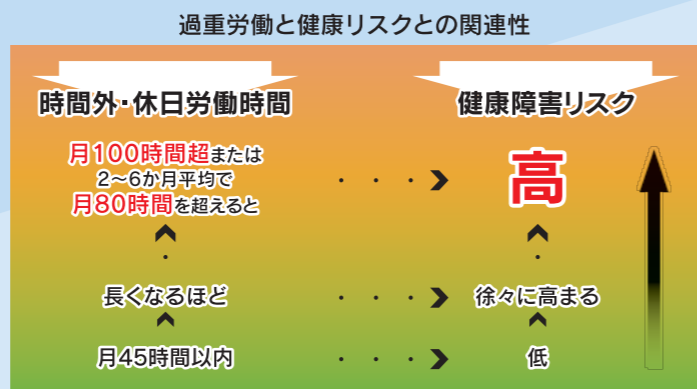 過重労働と健康リスクとの関連性
時間外・休日労働時間
健康障害リスク
月100時間超または
2〜6か月平均で
月80時間を超えると
・・・
高
長くなるほど
・・・
徐々に高まる
月45時間以内
・・・
低